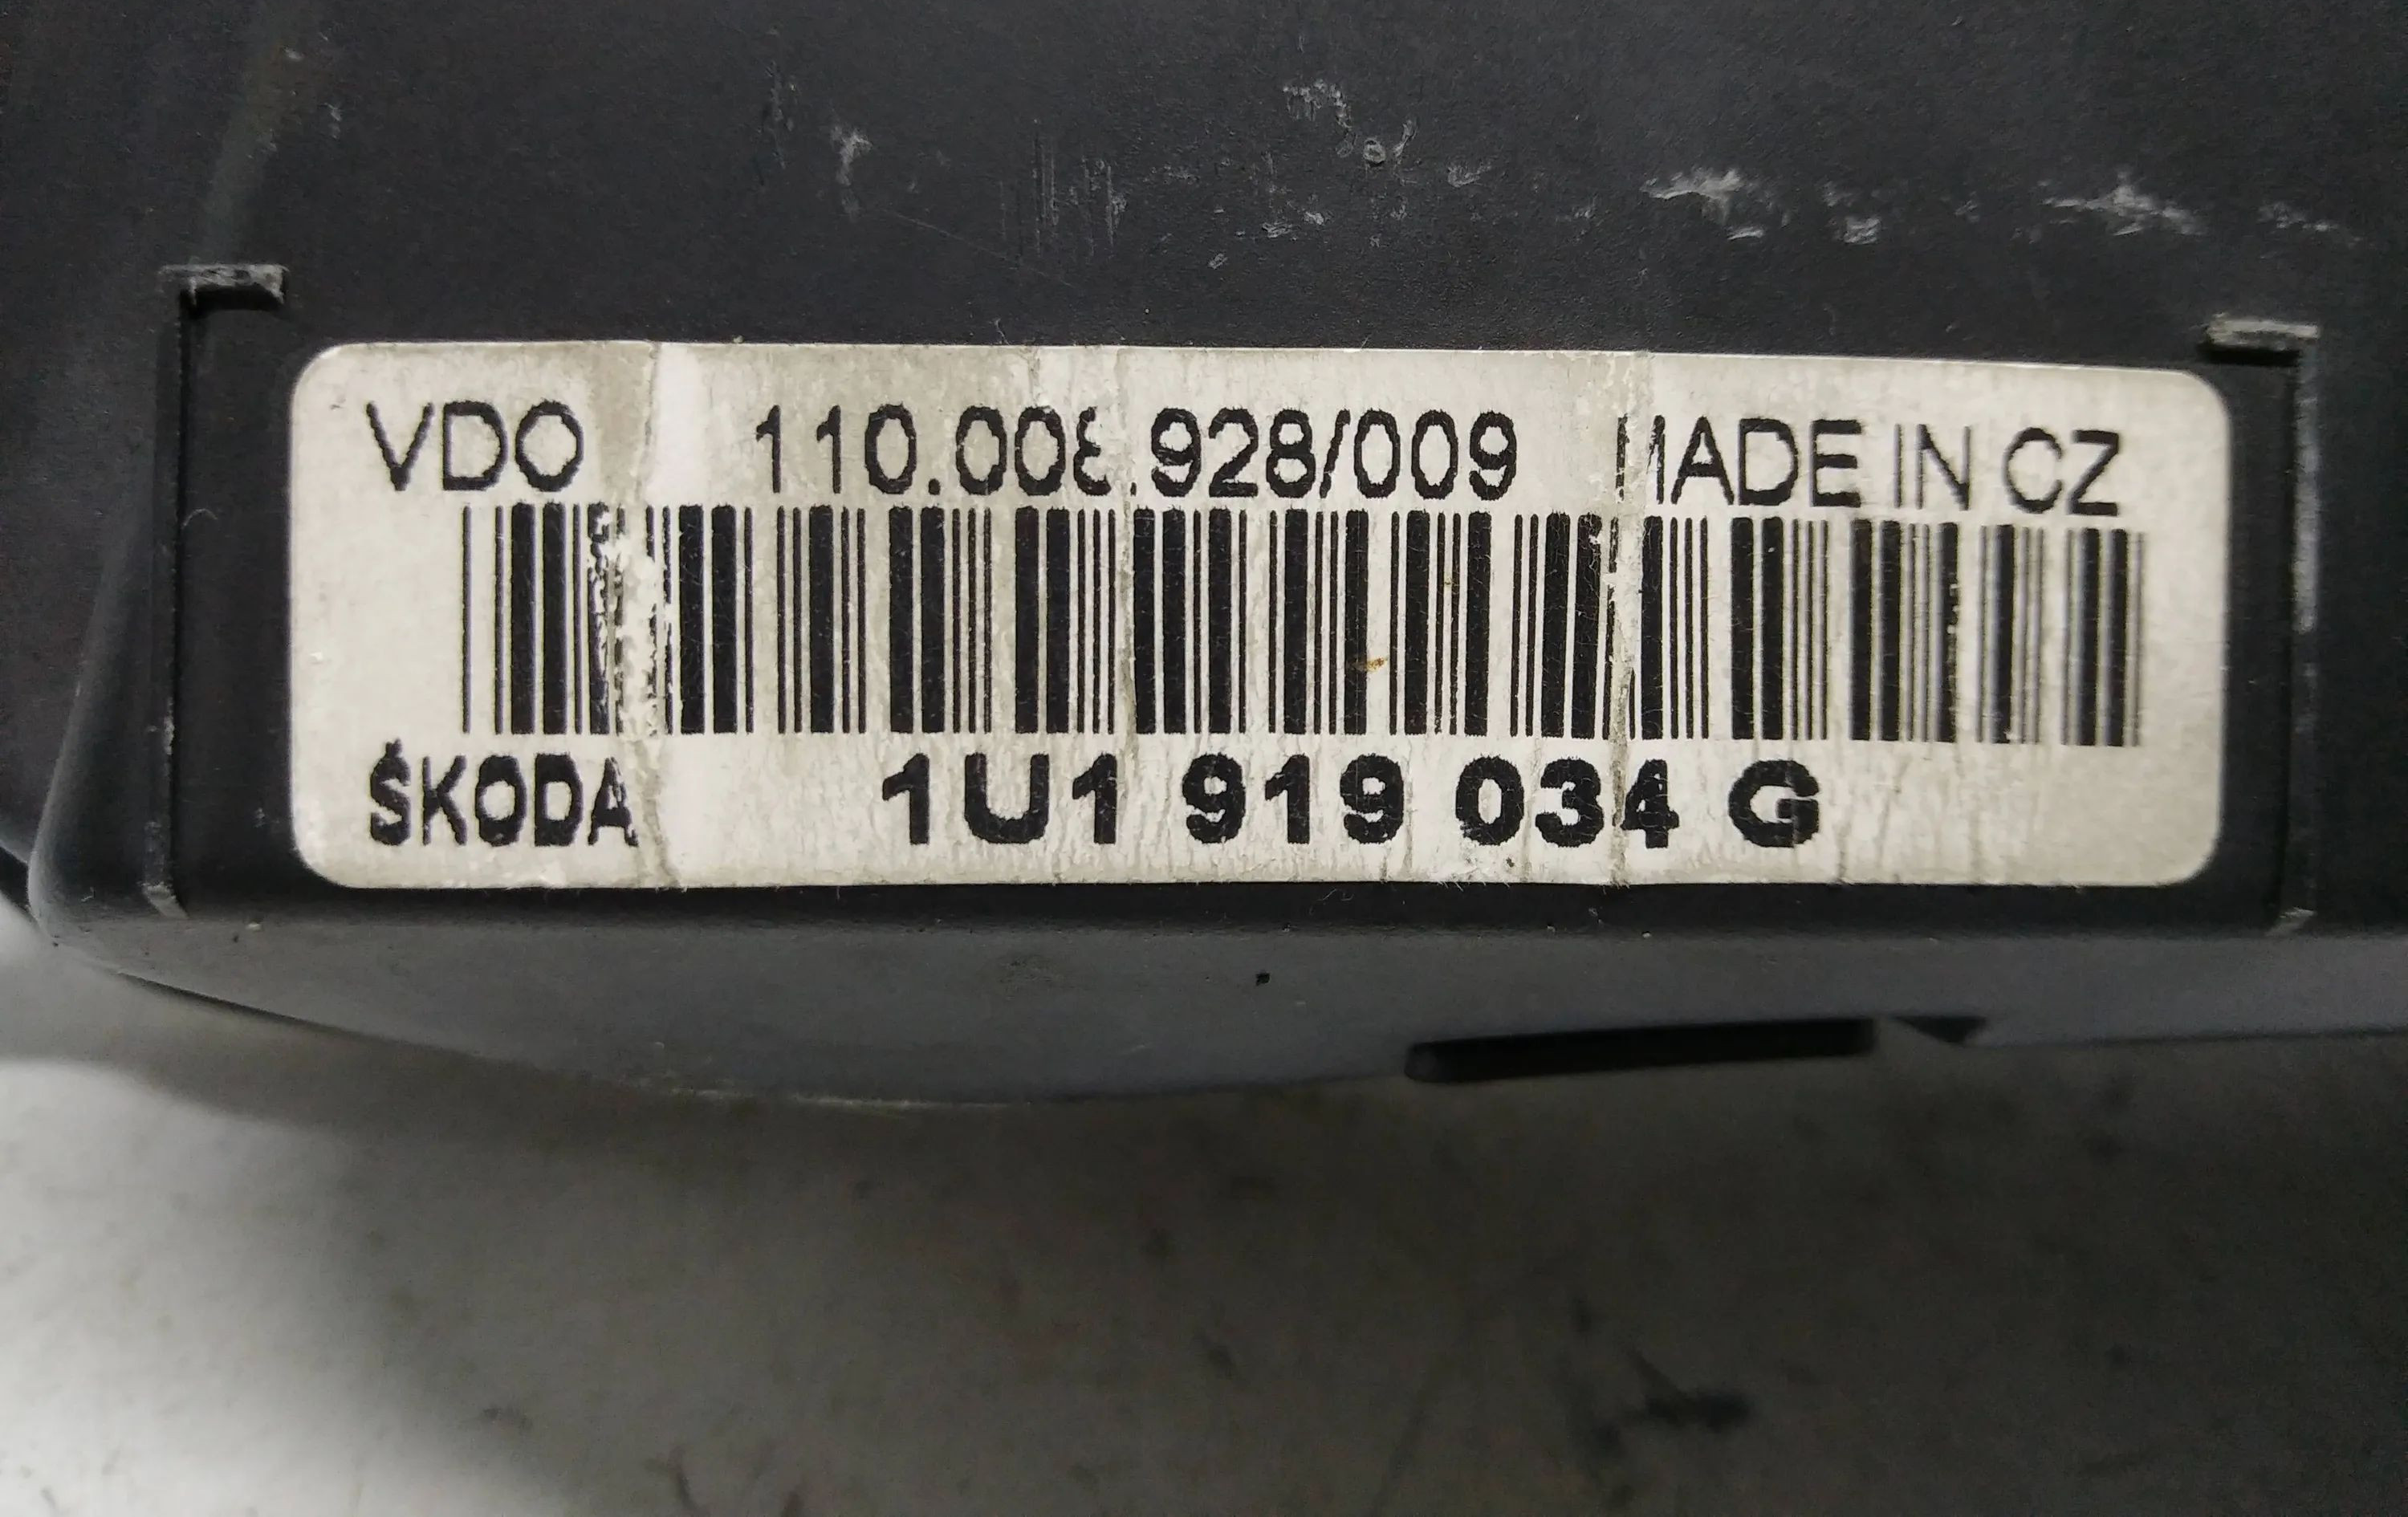 VDO 110.008.928/009 MADE IN CZ
ŠKODA 1U1 919 034 G